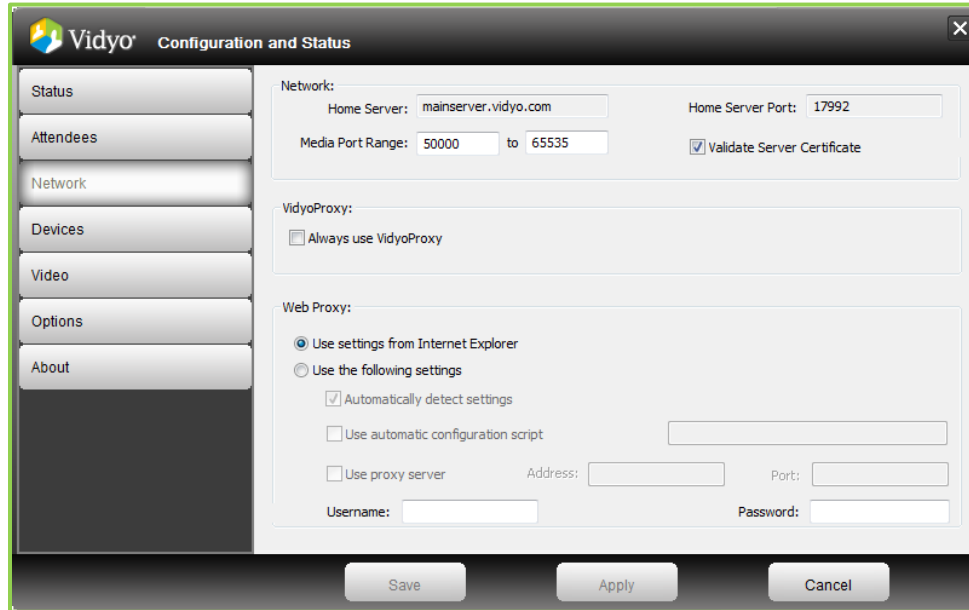 Vidyo Configuration and Status
Status
Attendees
Network
Devices
Video
Options
About
Network:
Home Server: mainserver.vidyo.com Home Server Port: 17992
Media Port Range: 50000 to 65535 Validate Server Certificate
VidyoProxy:
Always use VidyoProxy
Web Proxy:
Use settings from Internet Explorer
Use the following settings
Automatically detect settings
Use automatic configuration script
Use proxy server Address: Port:
Username: Password:
Save Apply Cancel